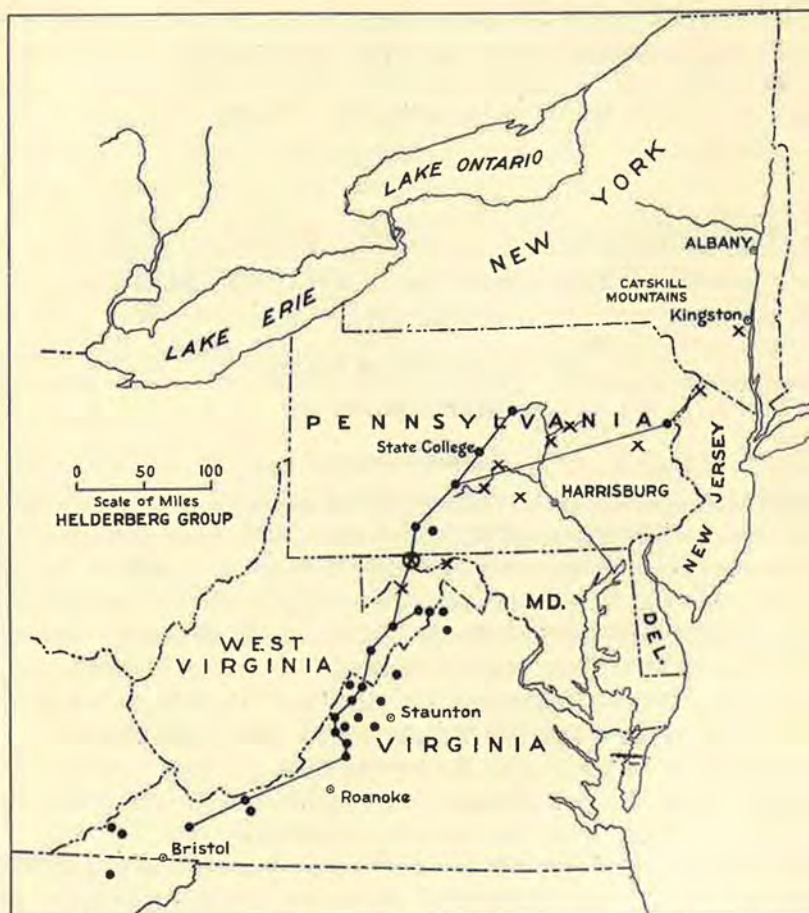 LAKE ONTARIO
NEW YORK
ALBANY
CATSKILL
MOUNTAINS
Kingston
LAKE ERIE
PENNSYLVANIA
State College
HARRISBURG
NEW JERSEY
0 50 100
Scale of Miles
HELDERBERG GROUP
MD.
DEL.
WEST
VIRGINIA
Staunton
VIRGINIA
Roanoke
Bristol